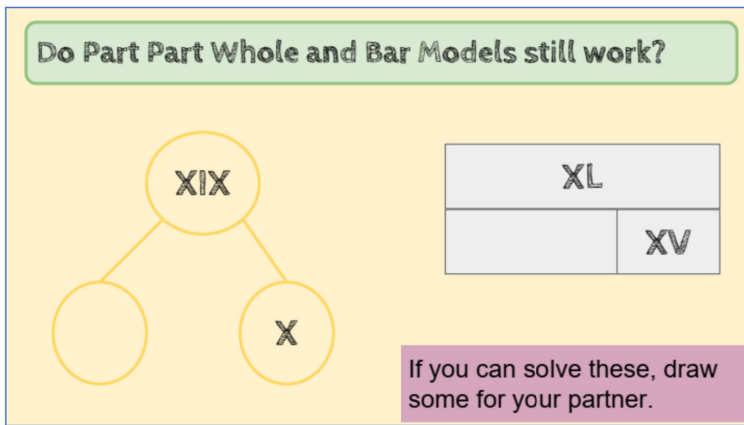 Do Part Part Whole and Bar Models still work?
XIX
X
XL
XV
If you can solve these, draw
some for your partner.